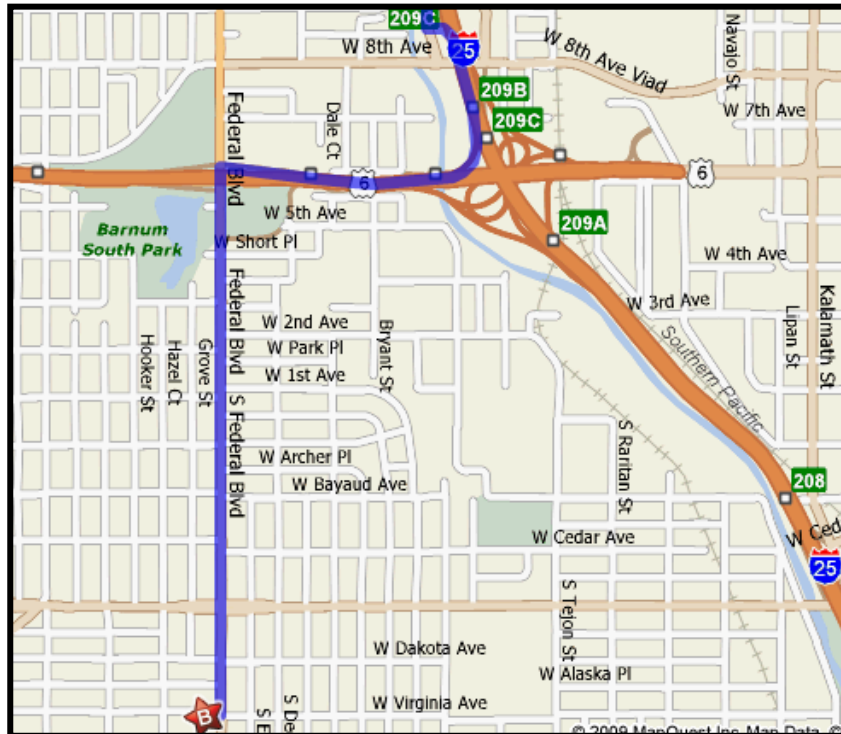 209C
W 8th Ave
25
W 8th Ave Viad
Navajo St
209B
W 7th Ave
209C
Federal Blvd
Dale Ct
6
6
W 5th Ave
Barnum
South Park
W Short Pl
209A
W 4th Ave
Federal Blvd
W 3rd Ave
Kalamath St
Lipan St
W 2nd Ave
W Park Pl
W 1st Ave
Bryant St
Hooker St
Hazel Ct
Grove St
Southern Pacific
S Federal Blvd
S Raritan St
W Archer Pl
W Bayaud Ave
208
W Cedar Ave
W Ced
25
S Tejon St
W Dakota Ave
W Alaska Pl
S De
S E
W Virginia Ave
B
© 2009 MapQuest Inc. Map Data ©